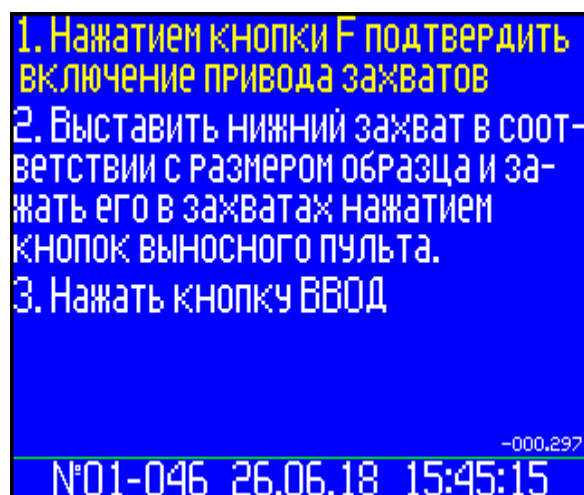 1. Нажатием кнопки F подтвердить
включение привода захватов
2. Выставить нижний захват в соот-
ветствии с размером образца и за-
жать его в захватах нажатием
кнопок выносного пульта.
3. Нажать кнопку ВВОД
-000.297
№01-046 26.06.18 15:45:15